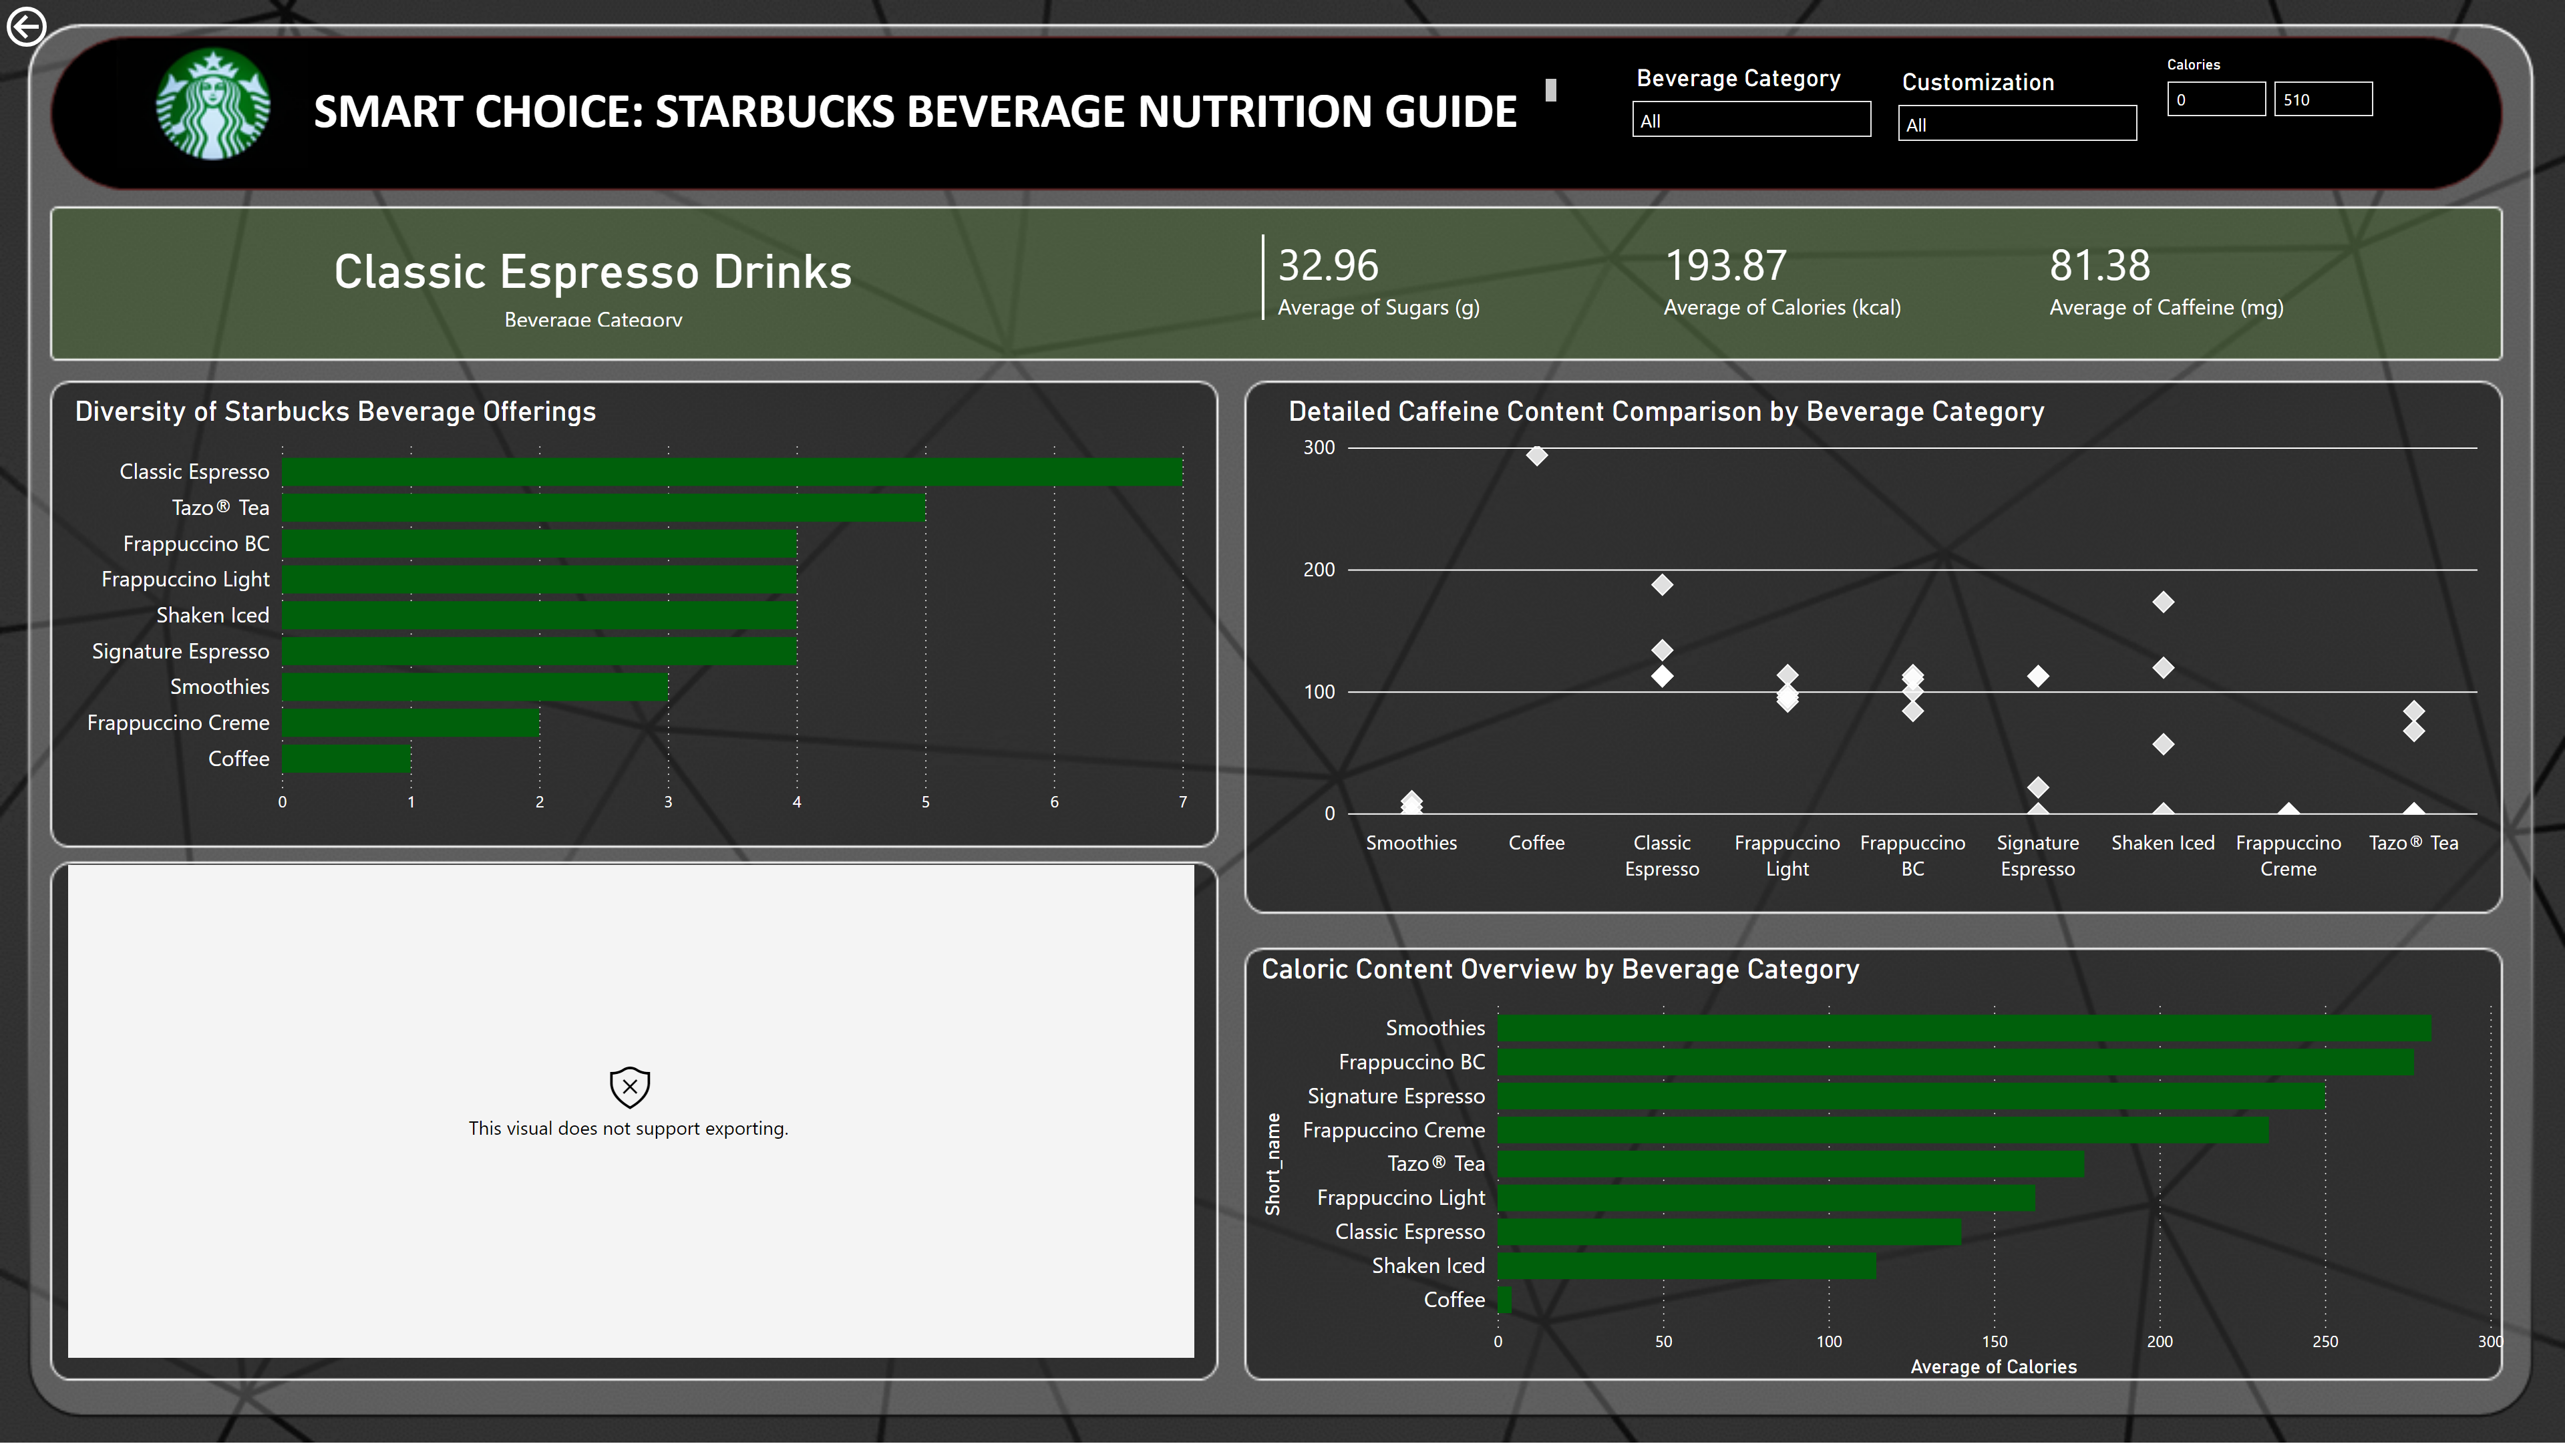 SMART CHOICE: STARBUCKS BEVERAGE NUTRITION GUIDE
Beverage Category
All
Customization
All
Calories
0
510
Classic Espresso Drinks
Beverage Category
32.96
Average of Sugars (g)
193.87
Average of Calories (kcal)
81.38
Average of Caffeine (mg)
Diversity of Starbucks Beverage Offerings
Classic Espresso
Tazo® Tea
Frappuccino BC
Frappuccino Light
Shaken Iced
Signature Espresso
Smoothies
Frappuccino Creme
Coffee
0 1 2 3 4 5 6 7
Detailed Caffeine Content Comparison by Beverage Category
300
200
100
0
Smoothies Coffee Classic Frappuccino Frappuccino Signature Shaken Iced Frappuccino Tazo® Tea
Espresso Light BC Espresso Creme
This visual does not support exporting.
Caloric Content Overview by Beverage Category
Short_name
Smoothies
Frappuccino BC
Signature Espresso
Frappuccino Creme
Tazo® Tea
Frappuccino Light
Classic Espresso
Shaken Iced
Coffee
0 50 100 150 200 250 300
Average of Calories